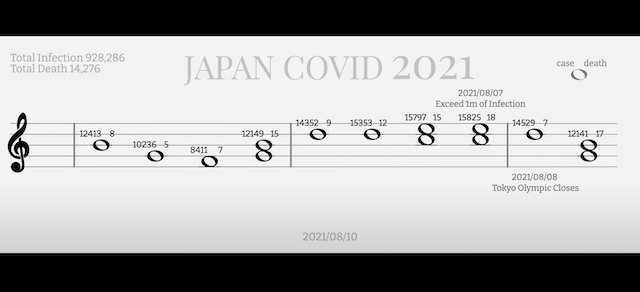 Total Infection 928,286
Total Death 14,276
JAPAN COVID 2021
case death
2021/08/07
Exceed 1m of Infection
12413 8
10236 5
8411 7
12149 15
14352 9
15353 12
15797 15
15825 18
14529 7
12141 17
2021/08/08
Tokyo Olympic Closes
2021/08/10